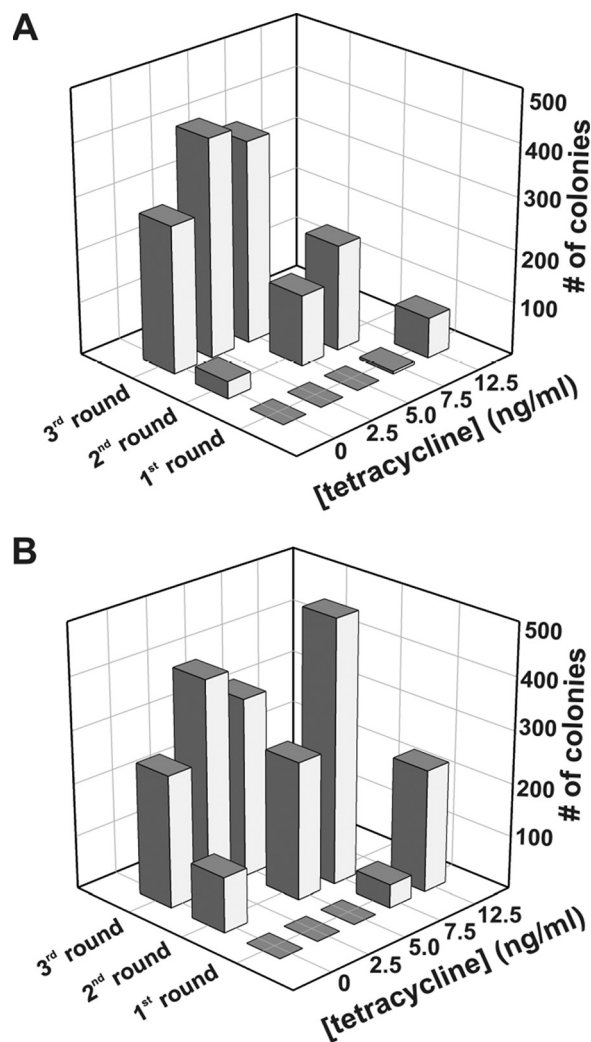 A
500
400
300
200
100
# of colonies
3rd round
2nd round
1st round
0
2.5
5.0
7.5
12.5
[tetracycline] (ng/ml)
B
500
400
300
200
100
# of colonies
3rd round
2nd round
1st round
0
2.5
5.0
7.5
12.5
[tetracycline] (ng/ml)